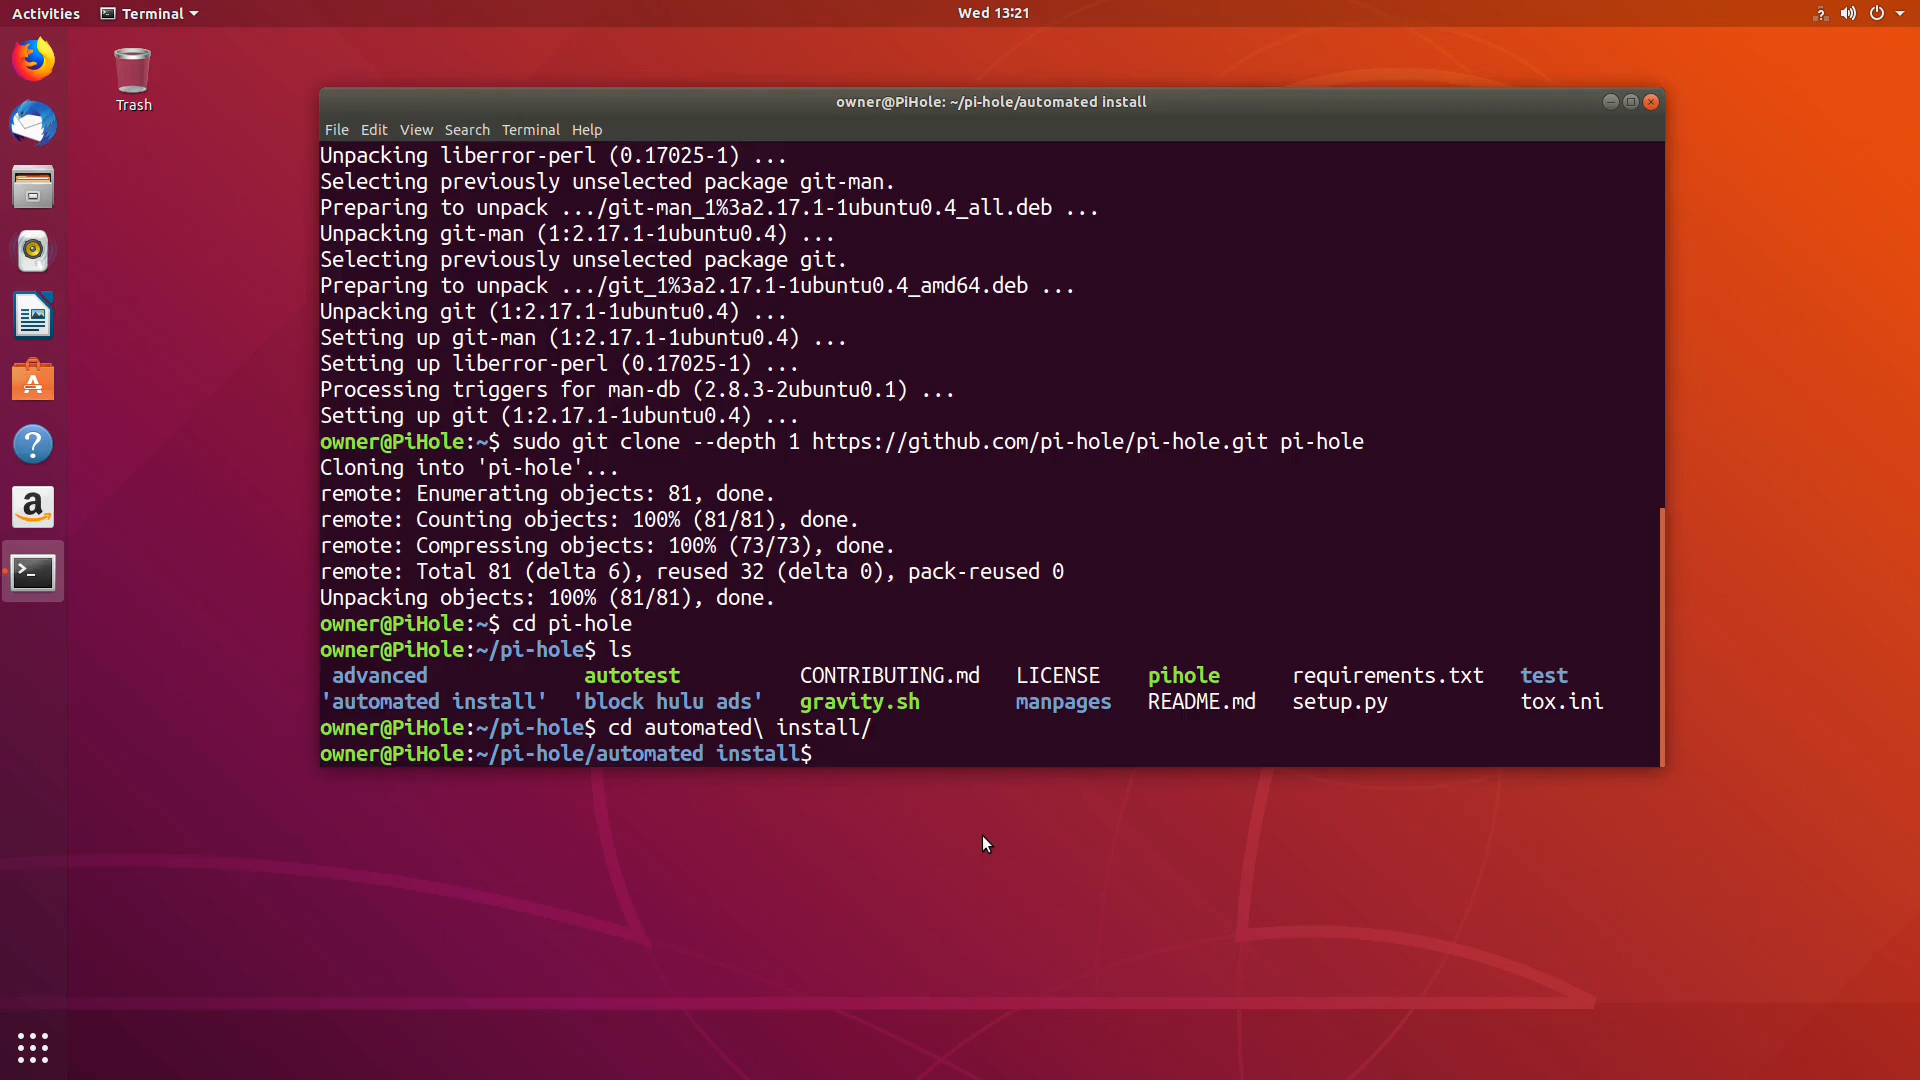 Activities Terminal Wed 13:21
Trash
owner@PiHole: ~/pi-hole/automated install
File Edit View Search Terminal Help
Unpacking liberror-perl (0.17025-1) ...
Selecting previously unselected package git-man.
Preparing to unpack .../git-man_1%3a2.17.1-1ubuntu0.4_all.deb ...
Unpacking git-man (1:2.17.1-1ubuntu0.4) ...
Selecting previously unselected package git.
Preparing to unpack .../git_1%3a2.17.1-1ubuntu0.4_amd64.deb ...
Unpacking git (1:2.17.1-1ubuntu0.4) ...
Setting up git-man (1:2.17.1-1ubuntu0.4) ...
Setting up liberror-perl (0.17025-1) ...
Processing triggers for man-db (2.8.3-2ubuntu0.1) ...
Setting up git (1:2.17.1-1ubuntu0.4) ...
owner@PiHole:~$ sudo git clone --depth 1 https://github.com/pi-hole/pi-hole.git pi-hole
Cloning into 'pi-hole'...
remote: Enumerating objects: 81, done.
remote: Counting objects: 100% (81/81), done.
remote: Compressing objects: 100% (73/73), done.
remote: Total 81 (delta 6), reused 32 (delta 0), pack-reused 0
Unpacking objects: 100% (81/81), done.
owner@PiHole:~$ cd pi-hole
owner@PiHole:~/pi-hole$ ls
advanced autotest CONTRIBUTING.md LICENSE pihole requirements.txt test
'automated install' 'block hulu ads' gravity.sh manpages README.md setup.py tox.ini
owner@PiHole:~/pi-hole$ cd automated\ install/
owner@PiHole:~/pi-hole/automated install$